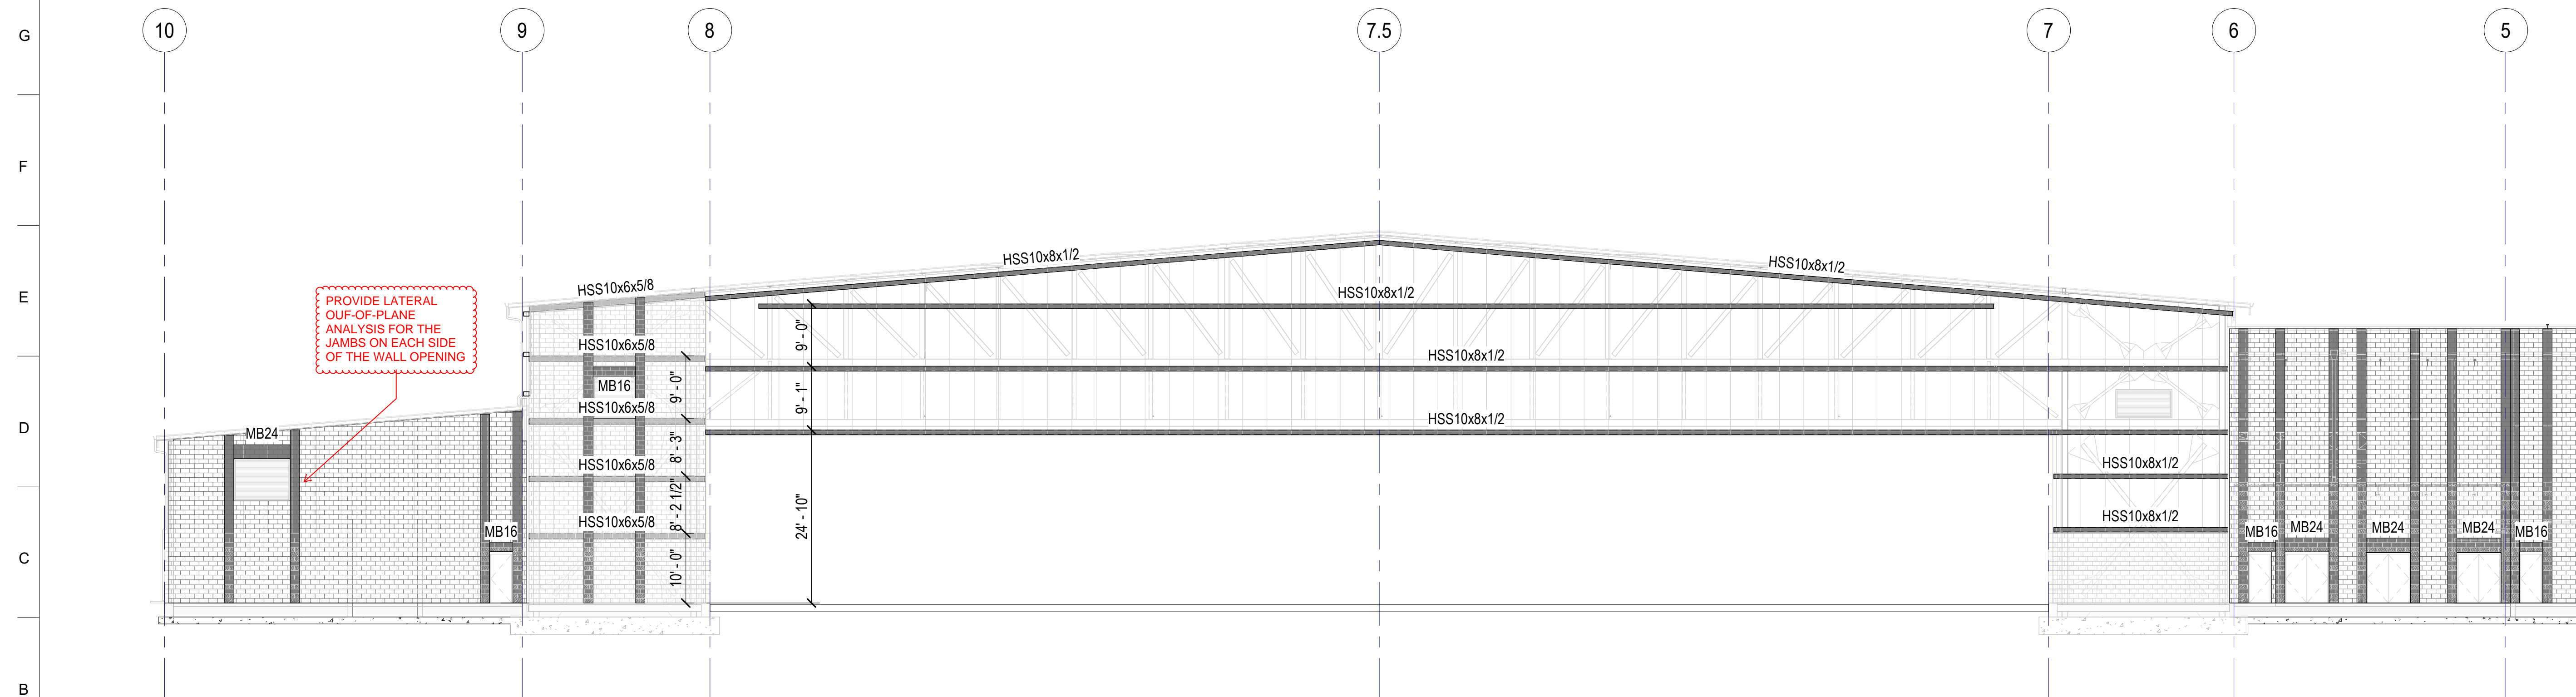 G
10
9
8
7.5
7
6
5
F
E
HSS10x8x1/2
HSS10x8x1/2
HSS10x6x5/8
HSS10x8x1/2
PROVIDE LATERAL
OUF-OF-PLANE
ANALYSIS FOR THE
JAMBS ON EACH SIDE
OF THE WALL OPENING
9' - 0"
HSS10x6x5/8
HSS10x8x1/2
MB16
9' - 0"
9' - 1"
HSS10x6x5/8
HSS10x8x1/2
D
MB24
8' - 3"
HSS10x6x5/8
HSS10x8x1/2
8' - 2 1/2"
24' - 10"
HSS10x6x5/8
HSS10x8x1/2
MB16
MB16
MB24
MB24
MB24
MB16
C
10' - 0"
B